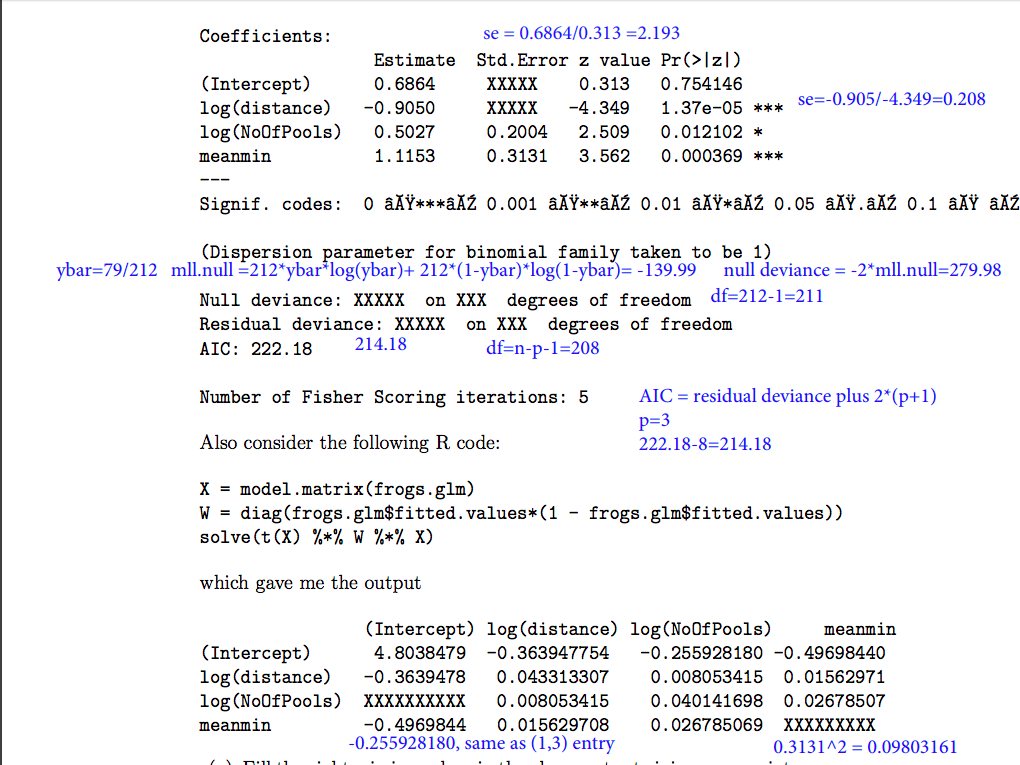 Coefficients: se = 0.6864/0.313 =2.193
Estimate Std.Error z value Pr(>|z|)
(Intercept) 0.6864 XXXXX 0.313 0.754146
log(distance) -0.9050 XXXXX -4.349 1.37e-05 *** se=-0.905/-4.349=0.208
log(NoOfPools) 0.5027 0.2004 2.509 0.012102 *
meanmin 1.1153 0.3131 3.562 0.000369 ***
---
Signif. codes: 0 âĂŸ***âĂŹ 0.001 âĂŸ**âĂŹ 0.01 âĂŸ*âĂŹ 0.05 âĂŸ.âĂŹ 0.1 âĂŸ âĂŹ
(Dispersion parameter for binomial family taken to be 1)
ybar=79/212 mll.null =212*ybar*log(ybar)+ 212*(1-ybar)*log(1-ybar)= -139.99 null deviance = -2*mll.null=279.98
Null deviance: XXXXX on XXX degrees of freedom df=212-1=211
Residual deviance: XXXXX on XXX degrees of freedom
AIC: 222.18 214.18 df=n-p-1=208
Number of Fisher Scoring iterations: 5 AIC = residual deviance plus 2*(p+1)
p=3
Also consider the following R code: 222.18-8=214.18
X = model.matrix(frogs.glm)
W = diag(frogs.glm$fitted.values*(1 - frogs.glm$fitted.values))
solve(t(X) %*% W %*% X)
which gave me the output
(Intercept) log(distance) log(NoOfPools) meanmin
(Intercept) 4.8038479 -0.363947754 -0.255928180 -0.49698440
log(distance) -0.3639478 0.043313307 0.008053415 0.01562971
log(NoOfPools) XXXXXXXXXX 0.008053415 0.040141698 0.02678507
meanmin -0.4969844 0.015629708 0.026785069 XXXXXXXXX
-0.255928180, same as (1,3) entry 0.3131^2 = 0.09803161